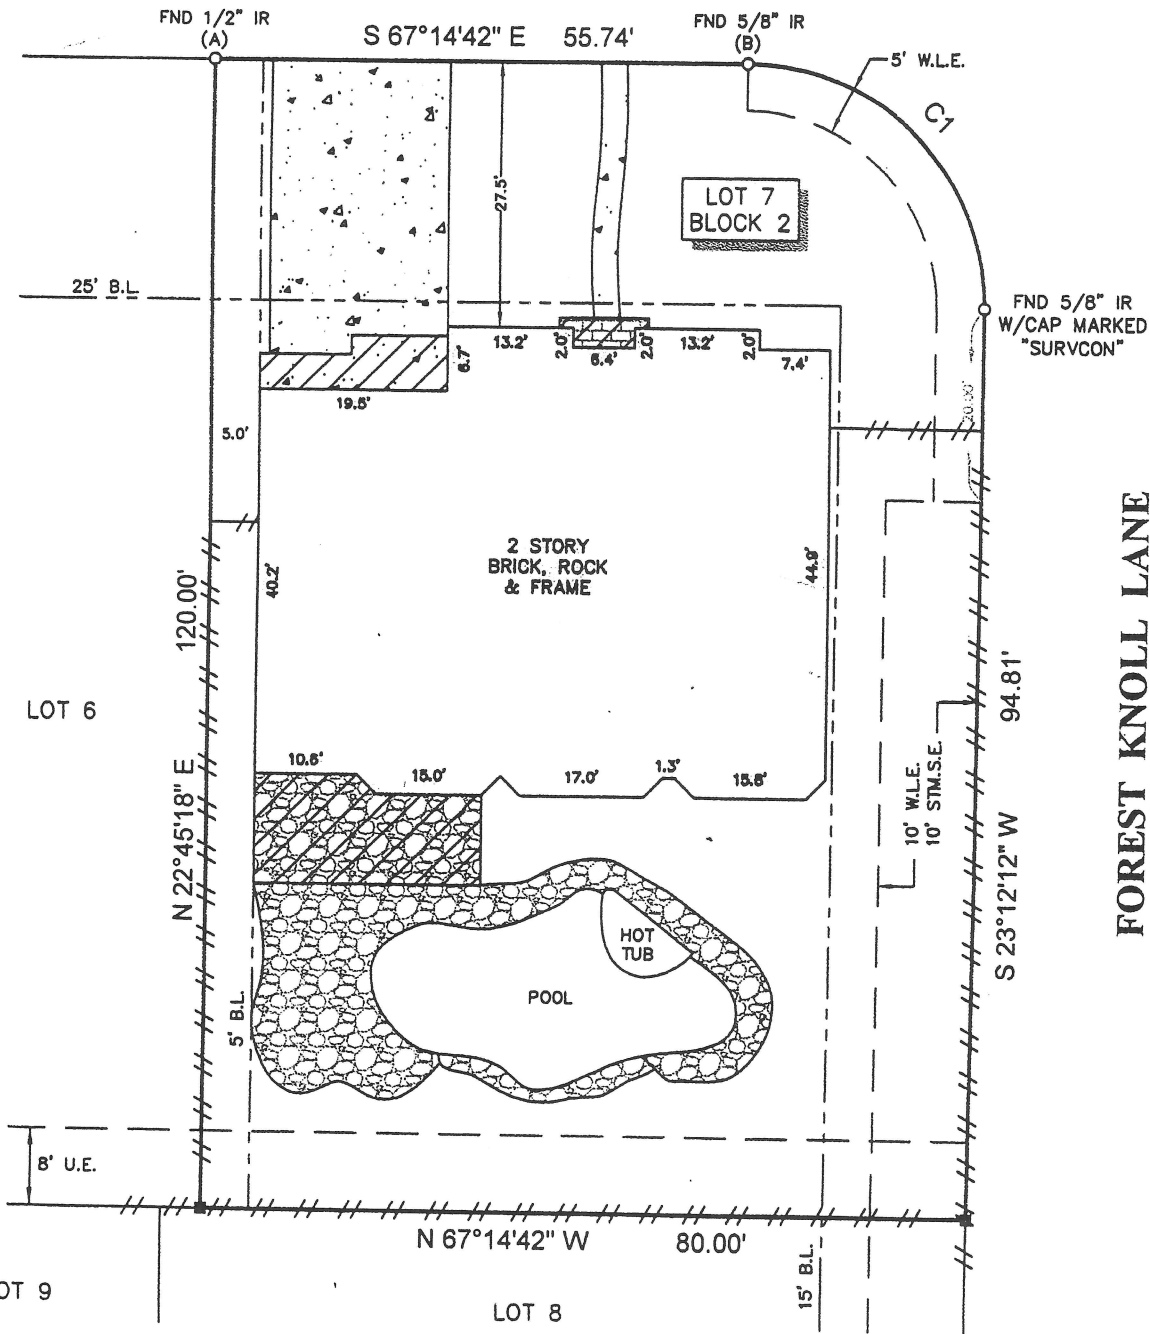 FND 1/2" IR
(A)
S 67°14'42" E 55.74'
FND 5/8" IR
(B)
5' W.L.E.
C1
LOT 7
BLOCK 2
27.5'
25' B.L.
FND 5/8" IR
W/CAP MARKED
"SURVCON"
13.2'
2.0'
6.4'
2.0'
13.2'
2.0'
7.4'
6.7'
19.5'
20.00'
5.0'
2 STORY
BRICK, ROCK
& FRAME
40.2'
44.9'
120.00'
N 22°45'18" E
LOT 6
94.81'
S 23°12'12" W
FOREST KNOLL LANE
10' W.L.E.
10' STM.S.E.
10.6'
15.0'
17.0'
1.3'
15.8'
HOT
TUB
POOL
5' B.L.
8' U.E.
N 67°14'42" W 80.00'
15' B.L.
OT 9
LOT 8